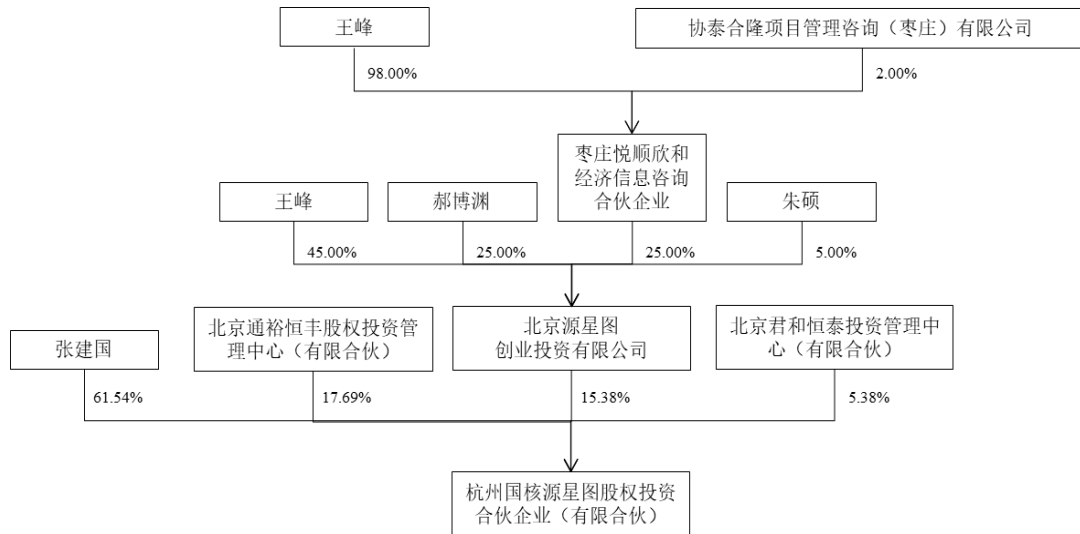 王峰
协泰合隆项目管理咨询（枣庄）有限公司
98.00%
2.00%
枣庄悦顺欣和
经济信息咨询
合伙企业
王峰
郝博渊
朱硕
45.00%
25.00%
25.00%
5.00%
北京通裕恒丰股权投资管
理中心（有限合伙）
北京源星图
创业投资有限公司
北京君和恒泰投资管理中
心（有限合伙）
张建国
61.54%
17.69%
15.38%
5.38%
杭州国核源星图股权投资
合伙企业（有限合伙）